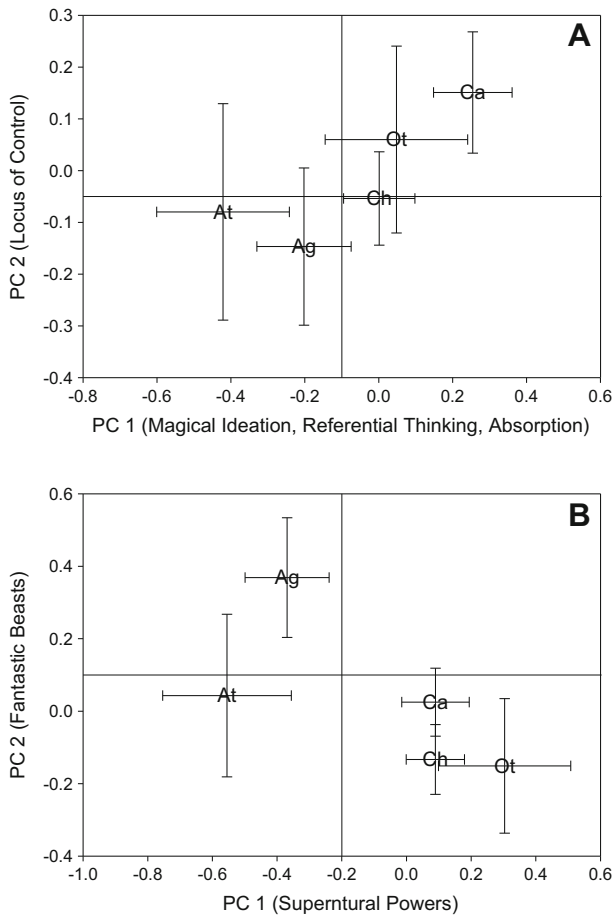 A
0.3
0.2
0.1
0.0
-0.1
-0.2
-0.3
-0.4
PC 2 (Locus of Control)
Ca
Ot
Ch
At
Ag
-0.8 -0.6 -0.4 -0.2 0.0 0.2 0.4 0.6
PC 1 (Magical Ideation, Referential Thinking, Absorption)
B
0.6
0.4
0.2
0.0
-0.2
-0.4
PC 2 (Fantastic Beasts)
Ag
At
Ca
Ch
Ot
-1.0 -0.8 -0.6 -0.4 -0.2 0.0 0.2 0.4 0.6
PC 1 (Superntural Powers)